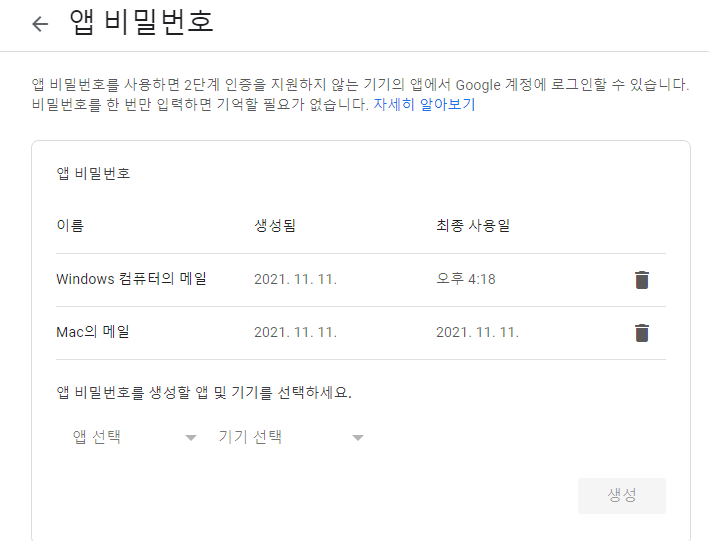 앱 비밀번호
앱 비밀번호를 사용하면 2단계 인증을 지원하지 않는 기기의 앱에서 Google 계정에 로그인할 수 있습니다.
비밀번호를 한 번만 입력하면 기억할 필요가 없습니다. 자세히 알아보기
앱 비밀번호
이름 생성됨 최종 사용일
Windows 컴퓨터의 메일 2021. 11. 11. 오후 4:18
Mac의 메일 2021. 11. 11. 2021. 11. 11.
앱 비밀번호를 생성할 앱 및 기기를 선택하세요.
앱 선택 기기 선택
생성